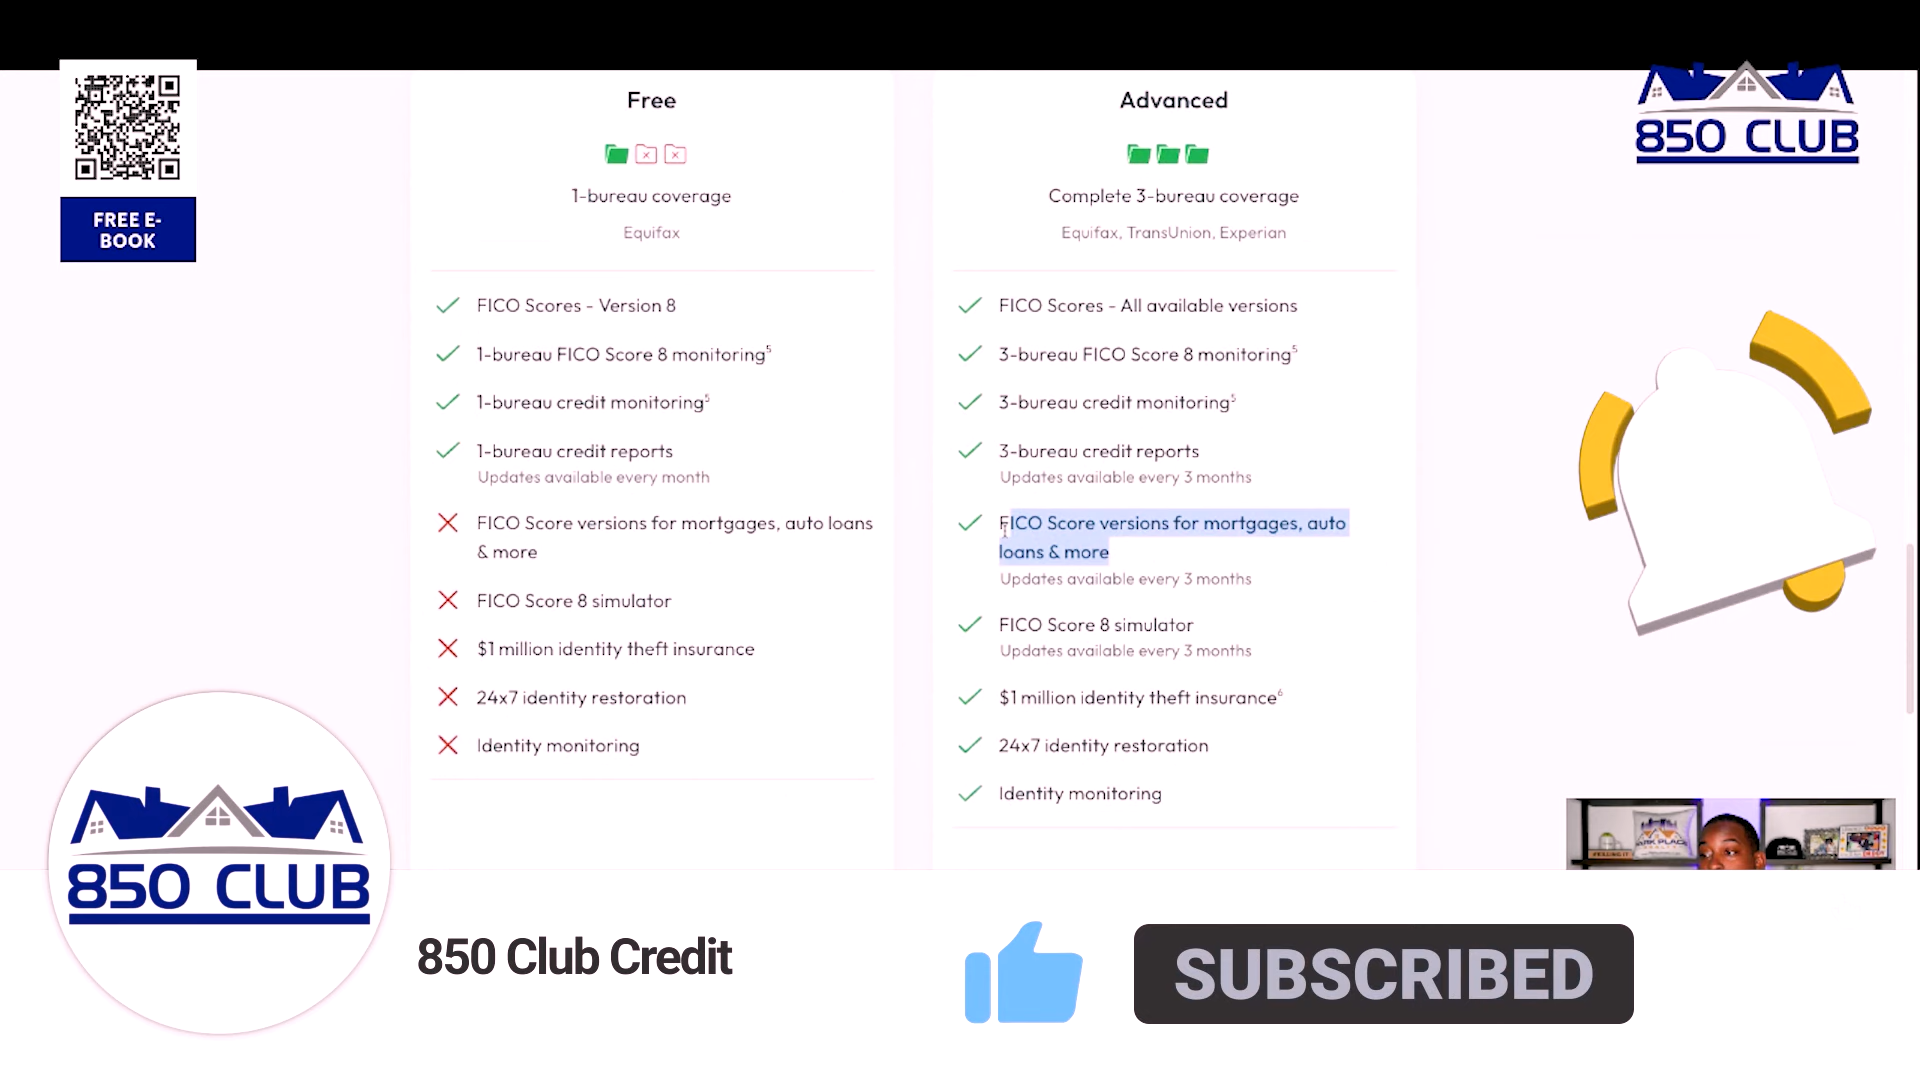 FREE E-
BOOK
850 CLUB
Free
1-bureau coverage
Equifax
FICO Scores - Version 8
1-bureau FICO Score 8 monitoring⁵
1-bureau credit monitoring⁵
1-bureau credit reports
Updates available every month
FICO Score versions for mortgages, auto loans
& more
FICO Score 8 simulator
$1 million identity theft insurance
24x7 identity restoration
Identity monitoring
Advanced
Complete 3-bureau coverage
Equifax, TransUnion, Experian
FICO Scores - All available versions
3-bureau FICO Score 8 monitoring⁵
3-bureau credit monitoring⁵
3-bureau credit reports
Updates available every 3 months
FICO Score versions for mortgages, auto
loans & more
Updates available every 3 months
FICO Score 8 simulator
Updates available every 3 months
$1 million identity theft insurance⁶
24x7 identity restoration
Identity monitoring
850 CLUB
850 Club Credit
SUBSCRIBED